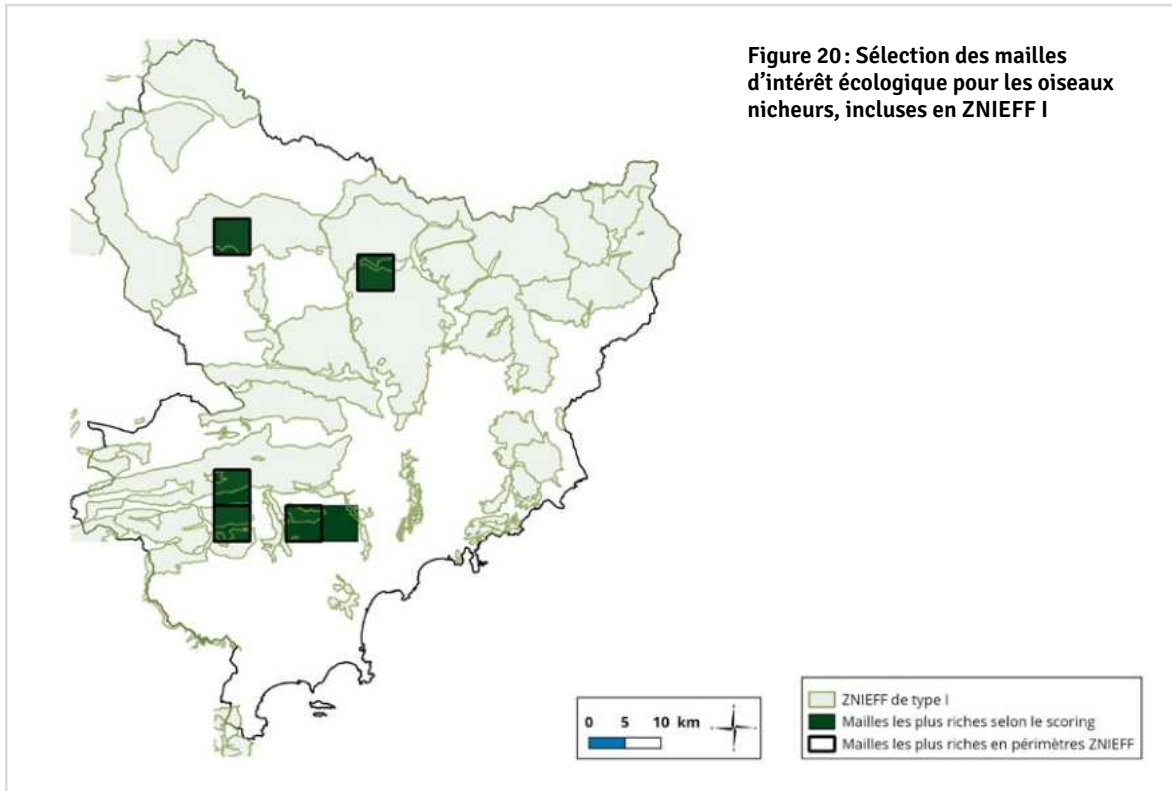 Figure 20 : Sélection des mailles
d'intérêt écologique pour les oiseaux
nicheurs, incluses en ZNIEFF I
0 5 10 km
ZNIEFF de type I
Mailles les plus riches selon le scoring
Mailles les plus riches en périmètres ZNIEFF